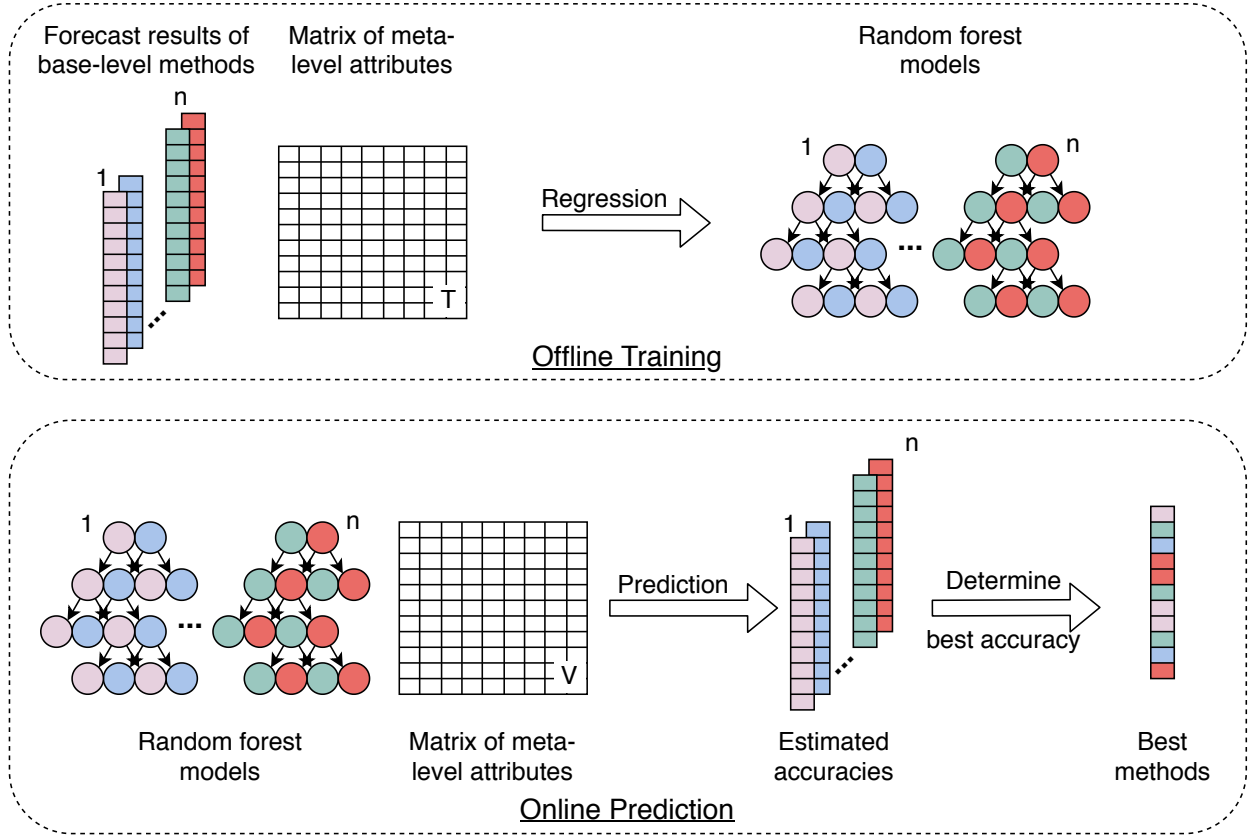 Forecast results of
base-level methods
Matrix of meta-
level attributes
Random forest
models
n
1
T
Regression
1
n
...
Offline Training
1
n
...
Random forest
models
V
Matrix of meta-
level attributes
Prediction
n
1
Estimated
accuracies
Determine
best accuracy
Best
methods
Online Prediction